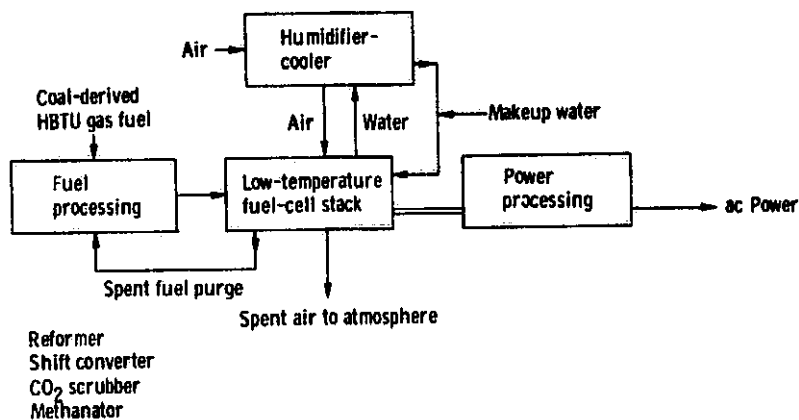 Air
Humidifier-
cooler
Coal-derived
HBTU gas fuel
Air
Water
Makeup water
Fuel
processing
Low-temperature
fuel-cell stack
Power
processing
ac Power
Spent fuel purge
Spent air to atmosphere
Reformer
Shift converter
CO2 scrubber
Methanator